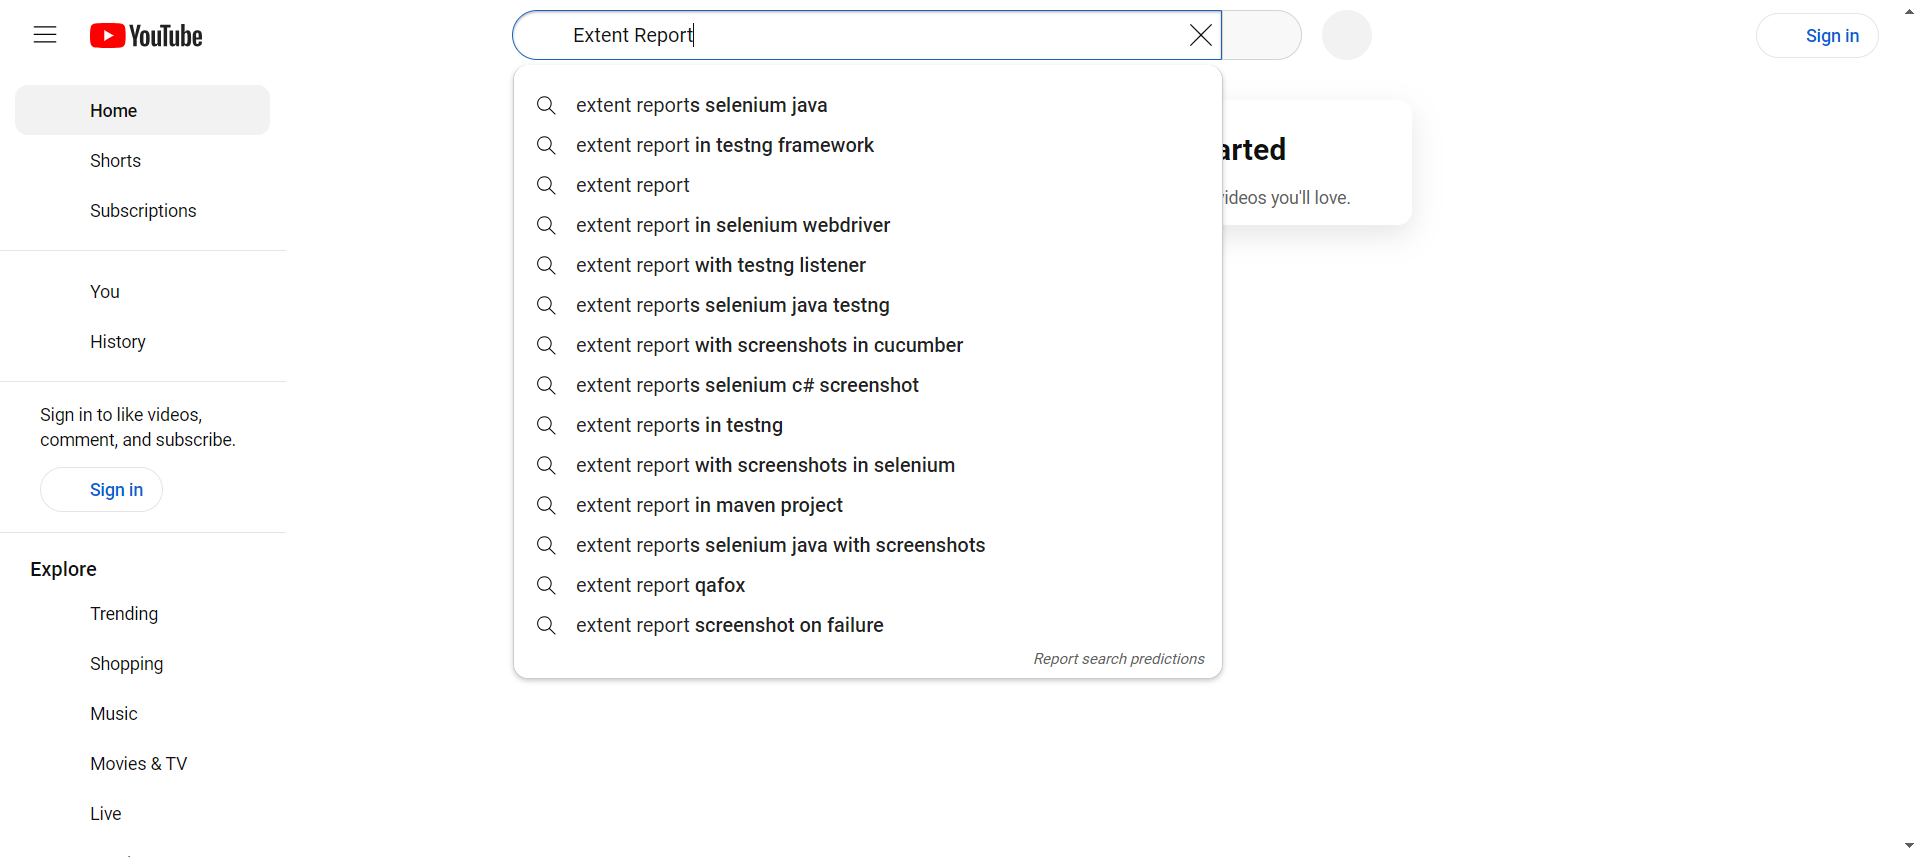 YouTube
Extent Report
Sign in
Home
Shorts
Subscriptions
You
History
Sign in to like videos,
comment, and subscribe.
Sign in
Explore
Trending
Shopping
Music
Movies & TV
Live
extent reports selenium java
extent report in testng framework
extent report
extent report in selenium webdriver
extent report with testng listener
extent reports selenium java testng
extent report with screenshots in cucumber
extent reports selenium c# screenshot
extent reports in testng
extent report with screenshots in selenium
extent report in maven project
extent reports selenium java with screenshots
extent report qafox
extent report screenshot on failure
Report search predictions
arted
videos you'll love.